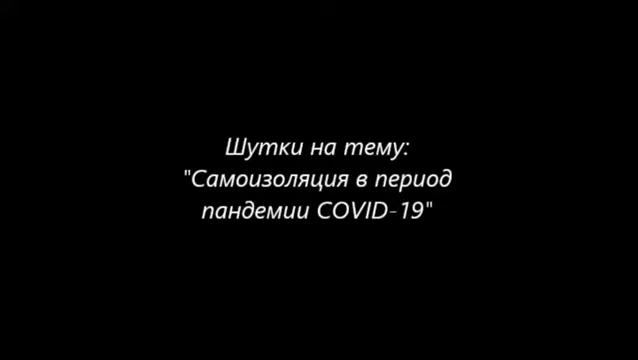 Шутки на тему:
"Самоизоляция в период
пандемии COVID-19"